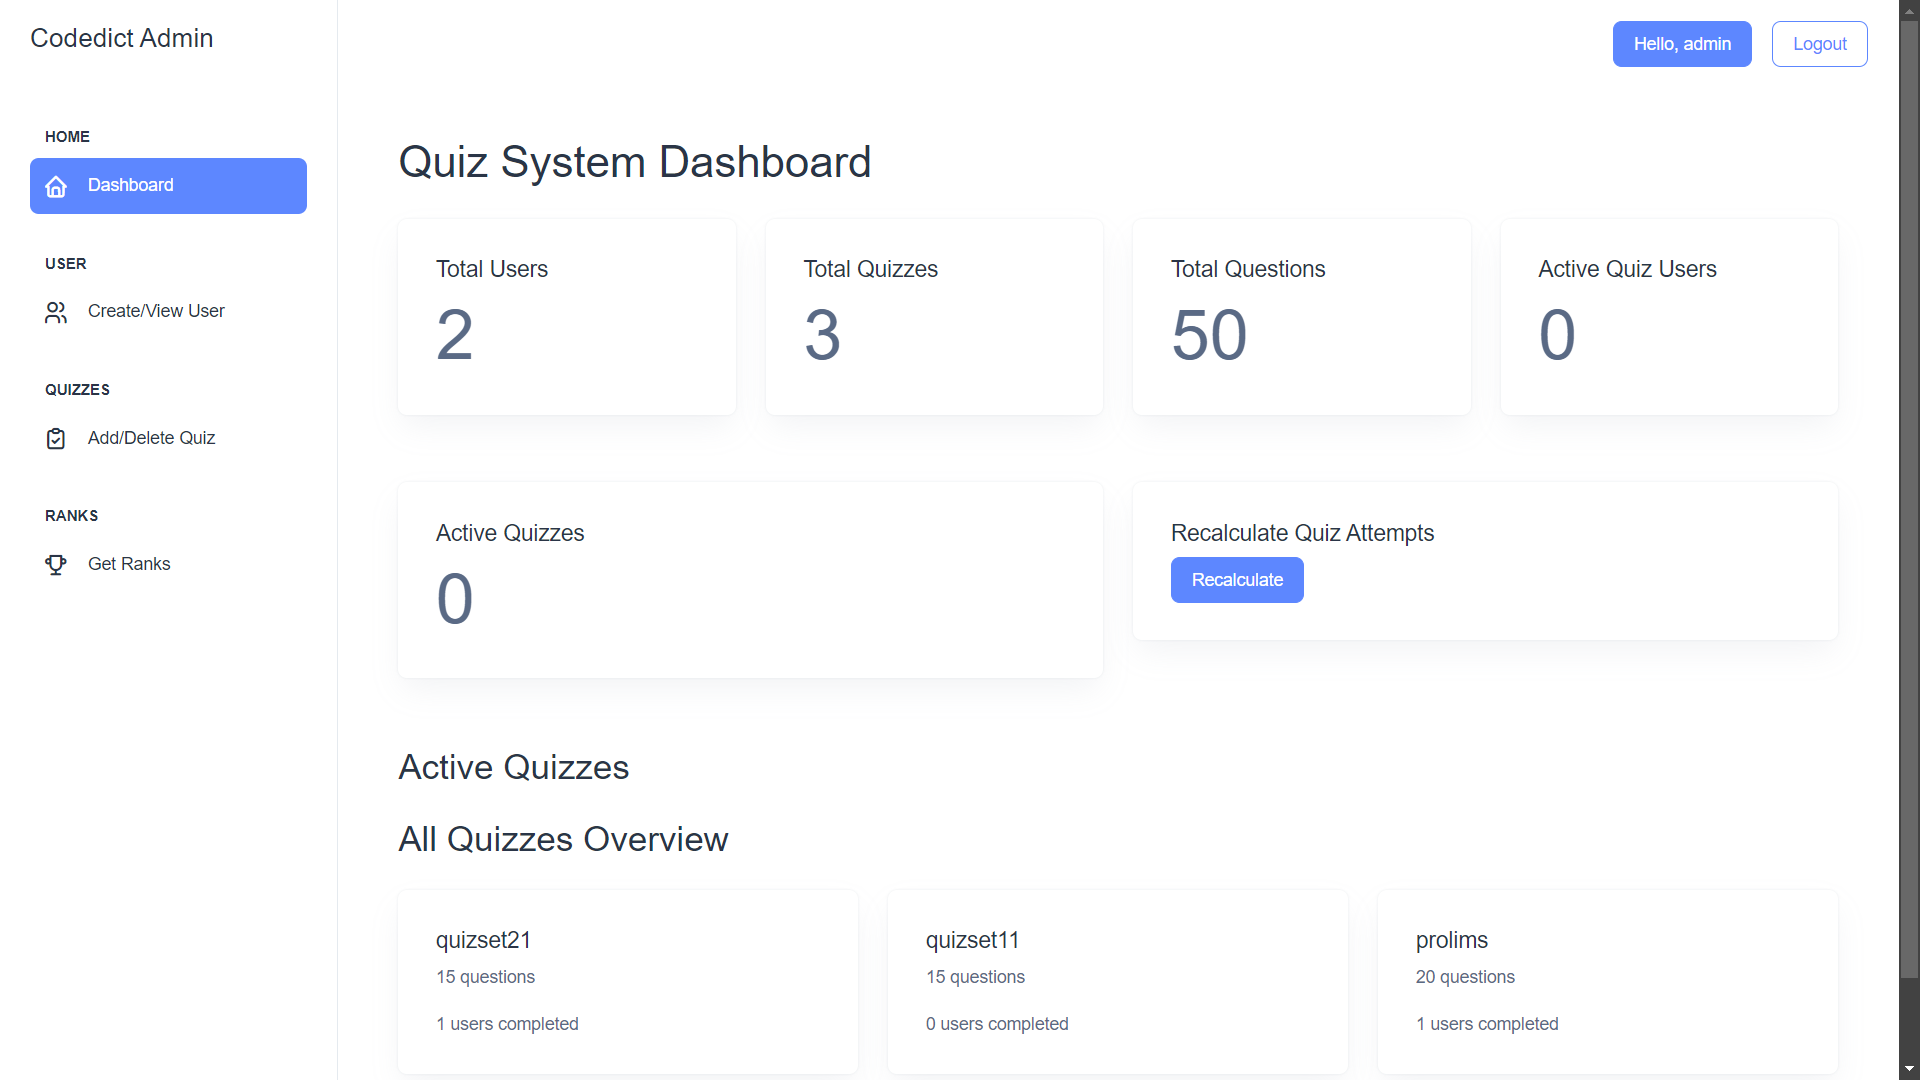 Codedict Admin
HOME
Dashboard
USER
Create/View User
QUIZZES
Add/Delete Quiz
RANKS
Get Ranks
Hello, admin
Logout
Quiz System Dashboard
Total Users
2
Total Quizzes
3
Total Questions
50
Active Quiz Users
0
Active Quizzes
0
Recalculate Quiz Attempts
Recalculate
Active Quizzes
All Quizzes Overview
quizset21
15 questions
1 users completed
quizset11
15 questions
0 users completed
prolims
20 questions
1 users completed